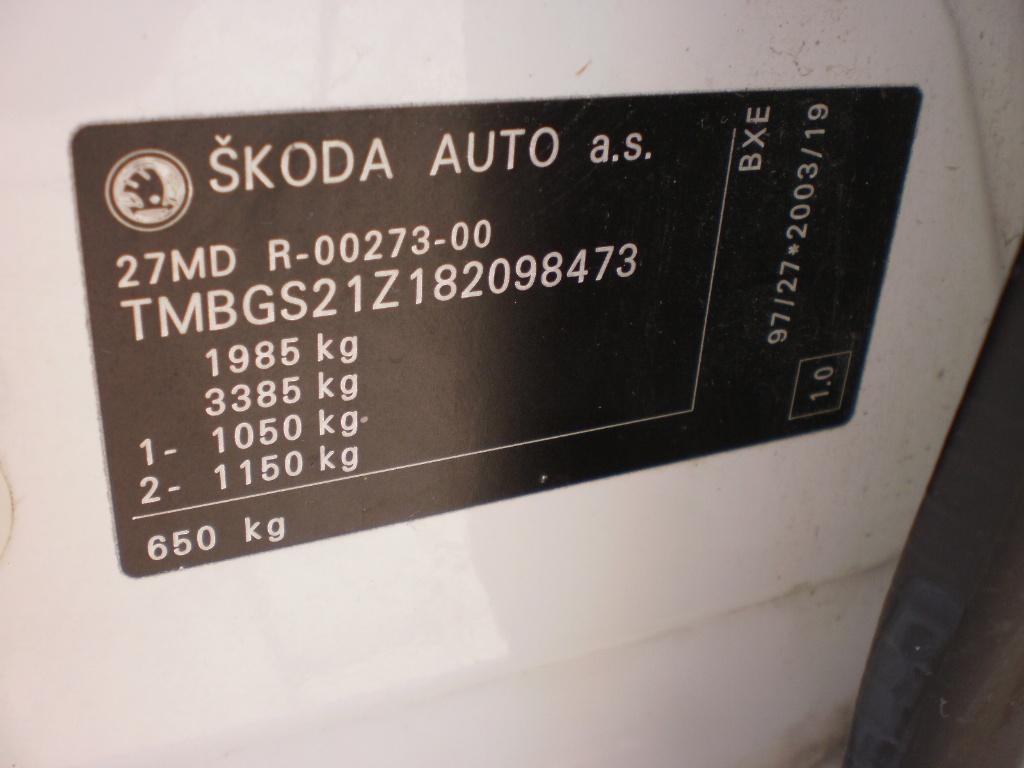 ŠKODA AUTO a.s.
27MD R-00273-00
TMBGS21Z182098473
1985 kg
3385 kg
1- 1050 kg
2- 1150 kg
650 kg
BXE
97/27*2003/19
1.0